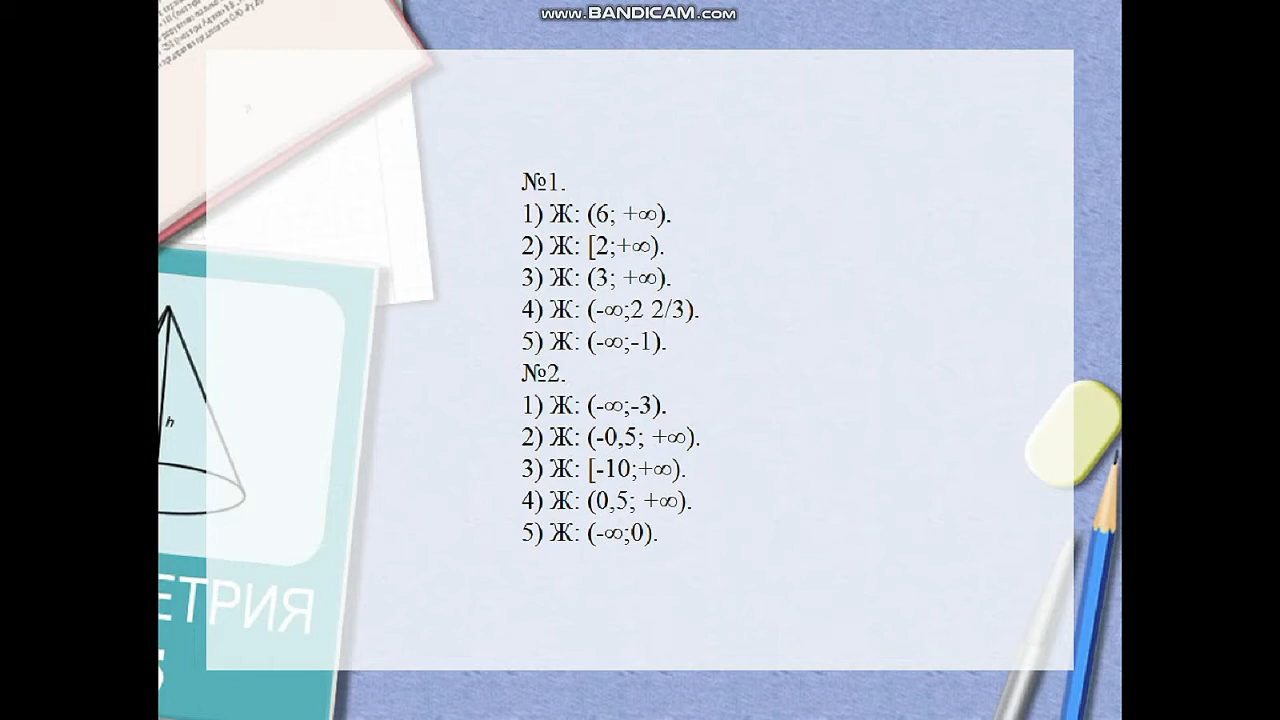 www.BANDICAM.com
№1.
1) Ж: (6; +∞).
2) Ж: [2;+∞).
3) Ж: (3; +∞).
4) Ж: (-∞;2 2/3).
5) Ж: (-∞;-1).
№2.
1) Ж: (-∞;-3).
2) Ж: (-0,5; +∞).
3) Ж: [-10;+∞).
4) Ж: (0,5; +∞).
5) Ж: (-∞;0).
h
ЕТРИЯ